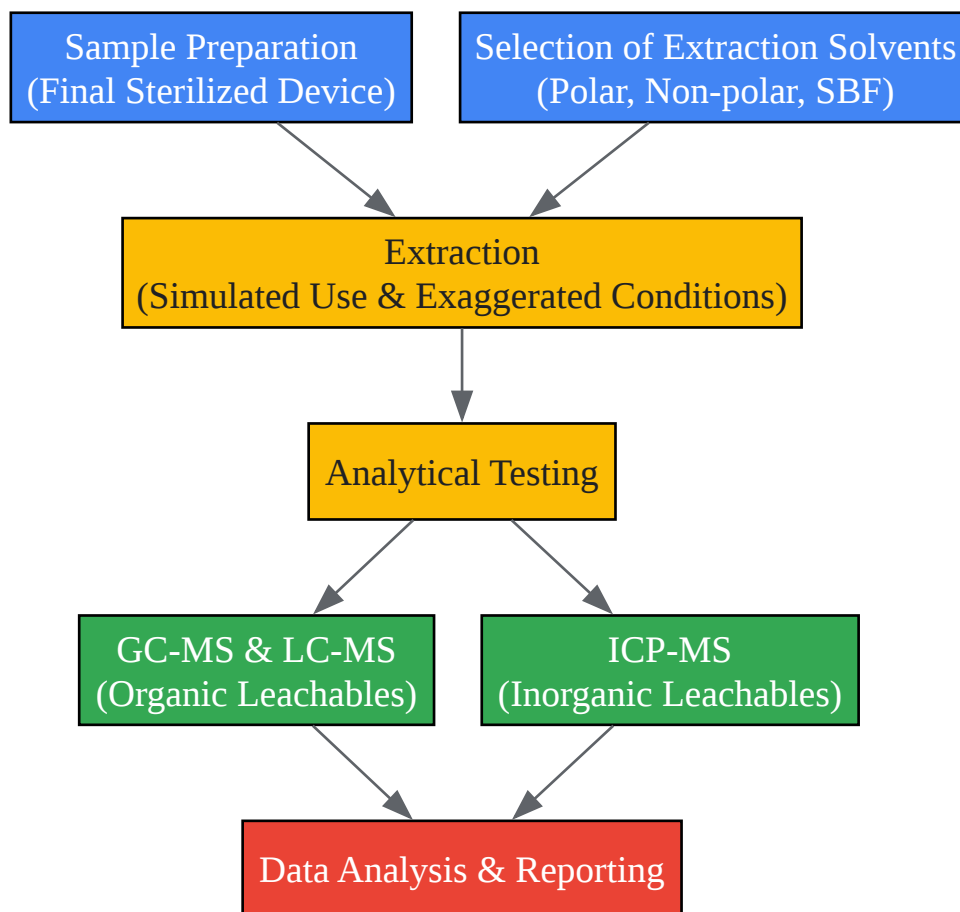 Sample Preparation
(Final Sterilized Device)
Selection of Extraction Solvents
(Polar, Non-polar, SBF)
Extraction
(Simulated Use & Exaggerated Conditions)
Analytical Testing
GC-MS & LC-MS
(Organic Leachables)
ICP-MS
(Inorganic Leachables)
Data Analysis & Reporting